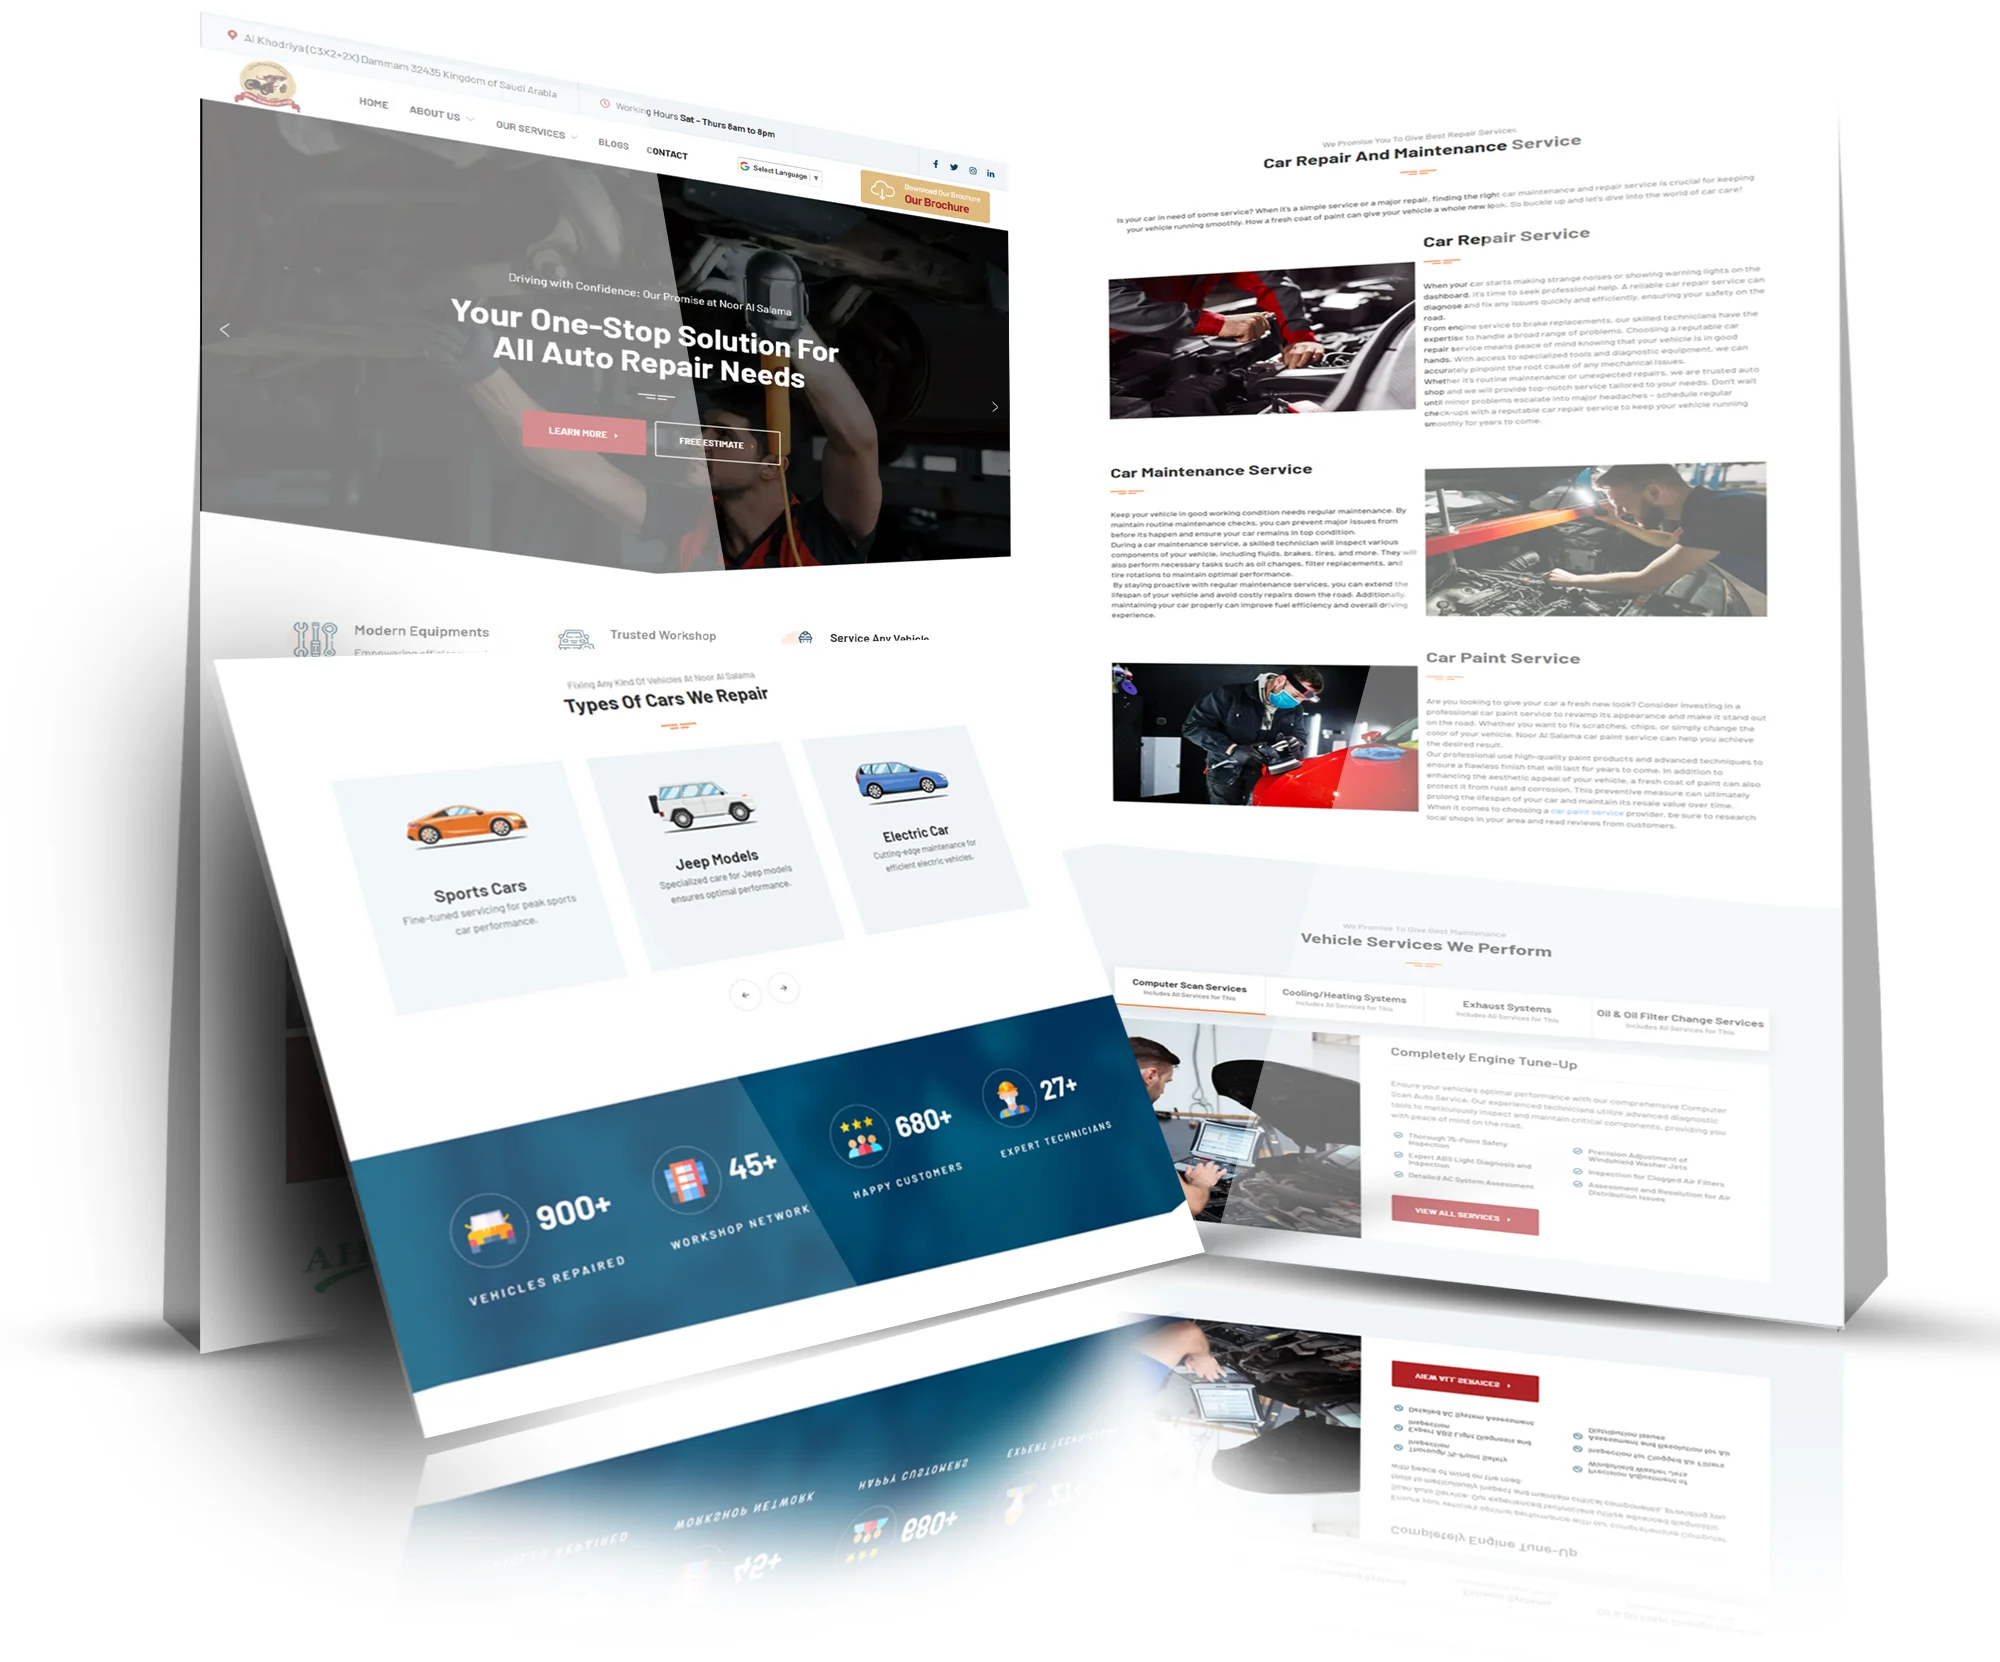 Al Khodriya (C3X2+2X) Dammam 32435 Kingdom of Saudi Arabia
Working Hours Sat - Thurs 8am to 8pm
HOME
ABOUT US
OUR SERVICES
BLOGS
CONTACT
Select Language
Download Our Brochure
Our Brochure
Driving with Confidence: Our Promise at Noor Al Salama
Your One-Stop Solution For
All Auto Repair Needs
LEARN MORE
FREE ESTIMATE
Modern Equipments
Trusted Workshop
Service Any Vehicle
Fixing Any Kind Of Vehicles At Noor Al Salama
Types Of Cars We Repair
Sports Cars
Fine-tuned servicing for peak sports
car performance.
Jeep Models
Specialized care for Jeep models
ensures optimal performance.
Electric Car
Cutting-edge maintenance for
efficient electric vehicles.
900+
VEHICLES REPAIRED
45+
WORKSHOP NETWORK
680+
HAPPY CUSTOMERS
27+
EXPERT TECHNICIANS
We Promise You To Give Best Repair Services
Car Repair And Maintenance Service
Is your car in need of some service? When it's a simple service or a major repair, finding the right car maintenance and repair service is crucial for keeping
your vehicle running smoothly. How a fresh coat of paint can give your vehicle a whole new look. So buckle up and let's dive into the world of car care!
Car Repair Service
When your car starts making strange noises or showing warning lights on the
dashboard, it's time to seek professional help. A reliable car repair service can
diagnose and fix any issues quickly and efficiently, ensuring your safety on the
road.
From engine service to brake replacements, our skilled technicians have the
expertise to handle a broad range of problems. Choosing a reputable car
repair service means peace of mind knowing that your vehicle is in good
hands. With access to specialized tools and diagnostic equipment, we can
accurately pinpoint the root cause of any mechanical issues.
Whether it's routine maintenance or unexpected repairs, we are trusted auto
shop and we will provide top-notch service tailored to your needs. Don't wait
until minor problems escalate into major headaches – schedule regular
check-ups with a reputable car repair service to keep your vehicle running
smoothly for years to come.
Car Maintenance Service
Keep your vehicle in good working condition needs regular maintenance. By
maintain routine maintenance checks, you can prevent major issues from
before its happen and ensure your car remains in top condition.
During a car maintenance service, a skilled technician will inspect various
components of your vehicle, including fluids, brakes, tires, and more. They will
also perform necessary tasks such as oil changes, filter replacements, and
tire rotations to maintain optimal performance.
By staying proactive with regular maintenance services, you can extend the
lifespan of your vehicle and avoid costly repairs down the road. Additionally,
maintaining your car properly can improve fuel efficiency and overall driving
experience.
Car Paint Service
Are you looking to give your car a fresh new look? Consider investing in a
professional car paint service to revamp its appearance and make it stand out
on the road. Whether you want to fix scratches, chips, or simply change the
color of your vehicle, Noor Al Salama car paint service can help you achieve
the desired result.
Our professional use high-quality paint products and advanced techniques to
ensure a flawless finish that will last for years to come. In addition to
enhancing the aesthetic appeal of your vehicle, a fresh coat of paint can also
protect it from rust and corrosion. This preventive measure can ultimately
prolong the lifespan of your car and maintain its resale value over time.
When it comes to choosing a car paint service provider, be sure to research
local shops in your area and read reviews from customers.
We Promise To Give Best Maintenance
Vehicle Services We Perform
Computer Scan Services
Includes All Services for This
Cooling/Heating Systems
Includes All Services for This
Exhaust Systems
Includes All Services for This
Oil & Oil Filter Change Services
Includes All Services for This
Completely Engine Tune-Up
Ensure your vehicle's optimal performance with our comprehensive Computer
Scan Auto Service. Our experienced technicians utilize advanced diagnostic
tools to meticulously inspect and maintain critical components, providing you
with peace of mind on the road.
Thorough 75-Point Safety
Inspection
Expert ABS Light Diagnosis and
Inspection
Detailed AC System Assessment
Precision Adjustment of
Windshield Washer Jets
Inspection for Clogged Air Filters
Assessment and Resolution for Air
Distribution Issues
VIEW ALL SERVICES